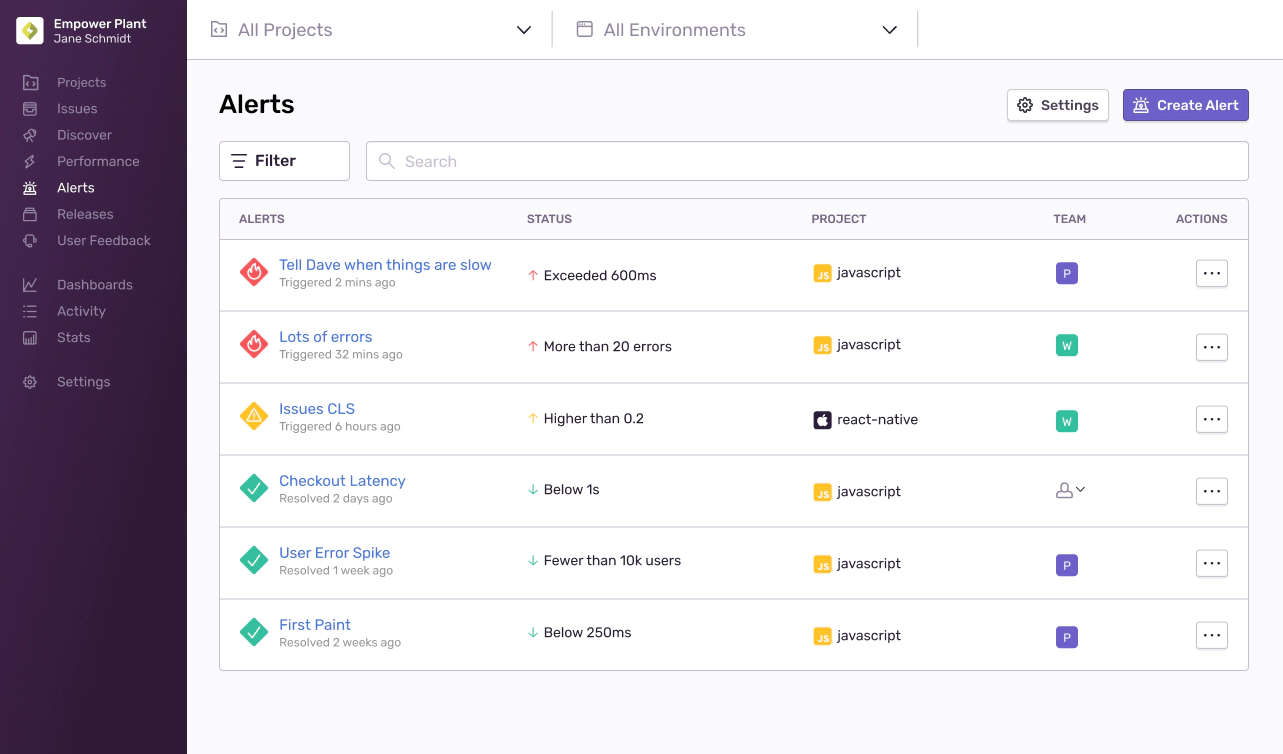 Empower Plant
Jane Schmidt
Projects
Issues
Discover
Performance
Alerts
Releases
User Feedback
Dashboards
Activity
Stats
Settings
All Projects
All Environments
Alerts
Settings
Create Alert
Filter
Search
ALERTS STATUS PROJECT TEAM ACTIONS
Tell Dave when things are slow
Triggered 2 mins ago
Exceeded 600ms
JS javascript
P
Lots of errors
Triggered 32 mins ago
More than 20 errors
JS javascript
W
Issues CLS
Triggered 6 hours ago
Higher than 0.2
react-native
W
Checkout Latency
Resolved 2 days ago
Below 1s
JS javascript
User Error Spike
Resolved 1 week ago
Fewer than 10k users
JS javascript
P
First Paint
Resolved 2 weeks ago
Below 250ms
JS javascript
P